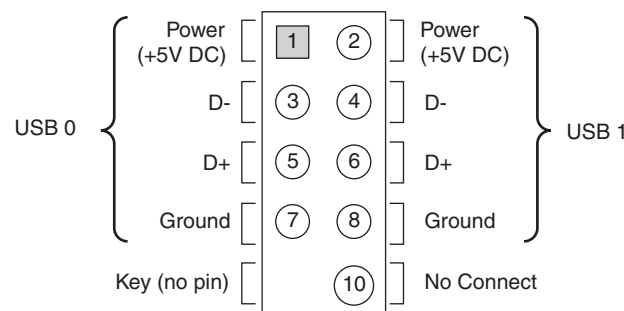 Power
(+5V DC)
1
2
Power
(+5V DC)
D-
3
4
D-
USB 0
USB 1
D+
5
6
D+
Ground
7
8
Ground
Key (no pin)
10
No Connect